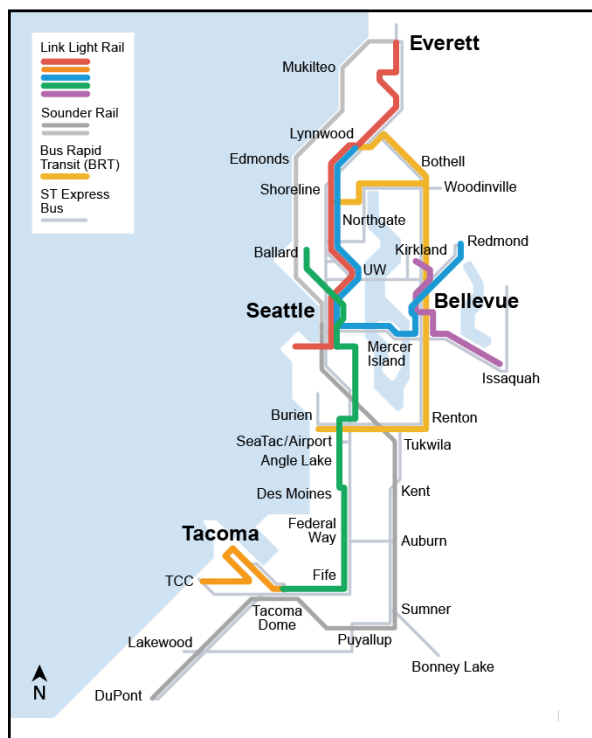 Link Light Rail
Sounder Rail
Bus Rapid
Transit (BRT)
ST Express
Bus
Everett
Mukilteo
Lynnwood
Edmonds
Bothell
Shoreline
Woodinville
Northgate
Ballard
Kirkland
Redmond
UW
Seattle
Bellevue
Mercer
Island
Issaquah
Burien
Renton
SeaTac/Airport
Tukwila
Angle Lake
Des Moines
Kent
Federal
Way
Tacoma
Auburn
TCC
Fife
Tacoma
Dome
Sumner
Puyallup
Lakewood
Bonney Lake
N
DuPont